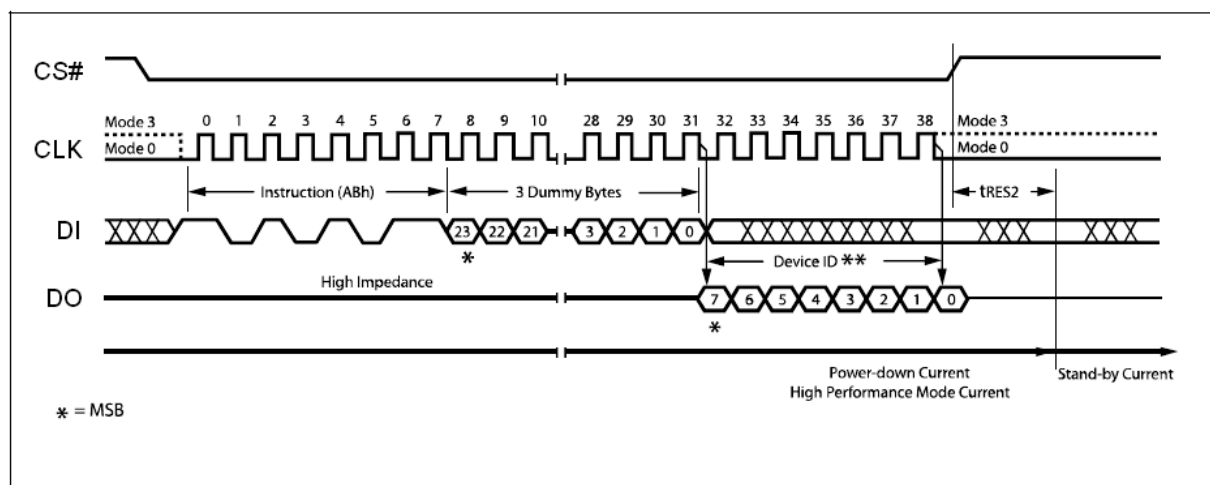 CS#
Mode 3 0 1 2 3 4 5 6 7 8 9 10 28 29 30 31 32 33 34 35 36 37 38 Mode 3
CLK Mode 0 Mode 0
Instruction (ABh) 3 Dummy Bytes tRES2
DI 23 22 21 3 2 1 0
* Device ID **
High Impedance
DO 7 6 5 4 3 2 1 0
*
Power-down Current Stand-by Current
High Performance Mode Current
* = MSB